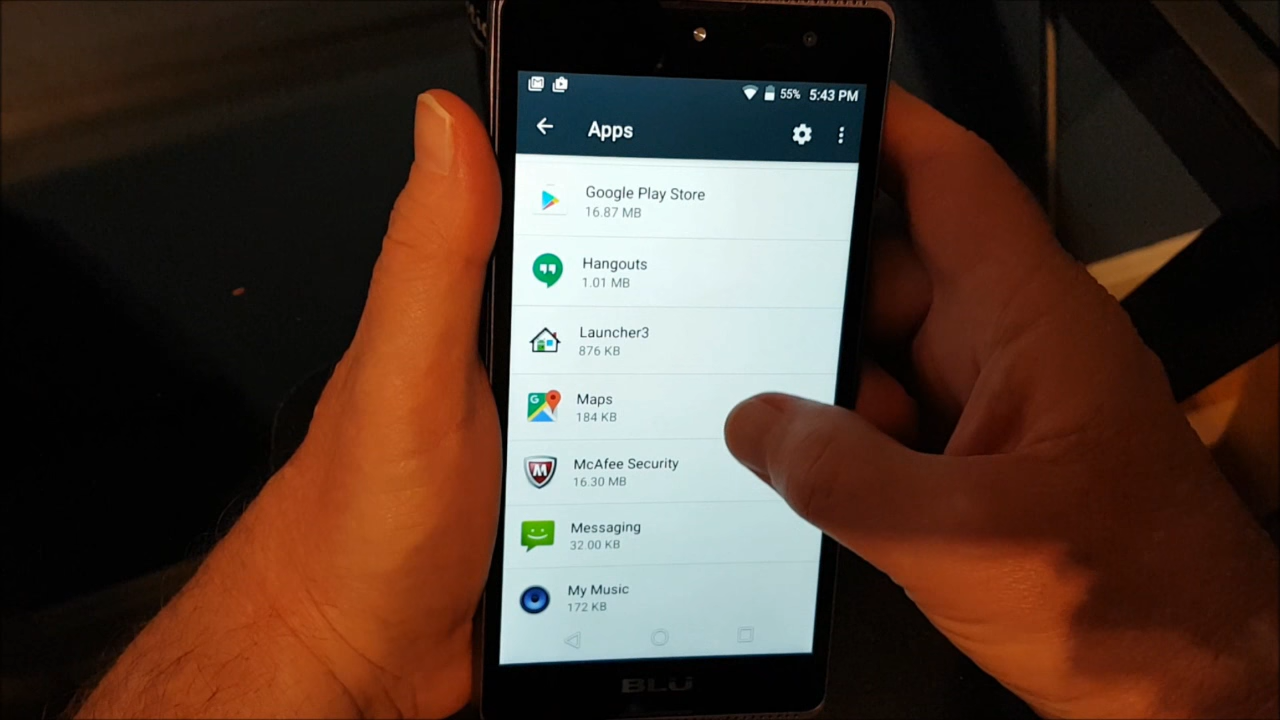 55% 5:43 PM
Apps
Google Play Store
16.87 MB
Hangouts
1.01 MB
Launcher3
876 KB
G
Maps
184 KB
M
McAfee Security
16.30 MB
Messaging
32.00 KB
My Music
172 KB
BLU